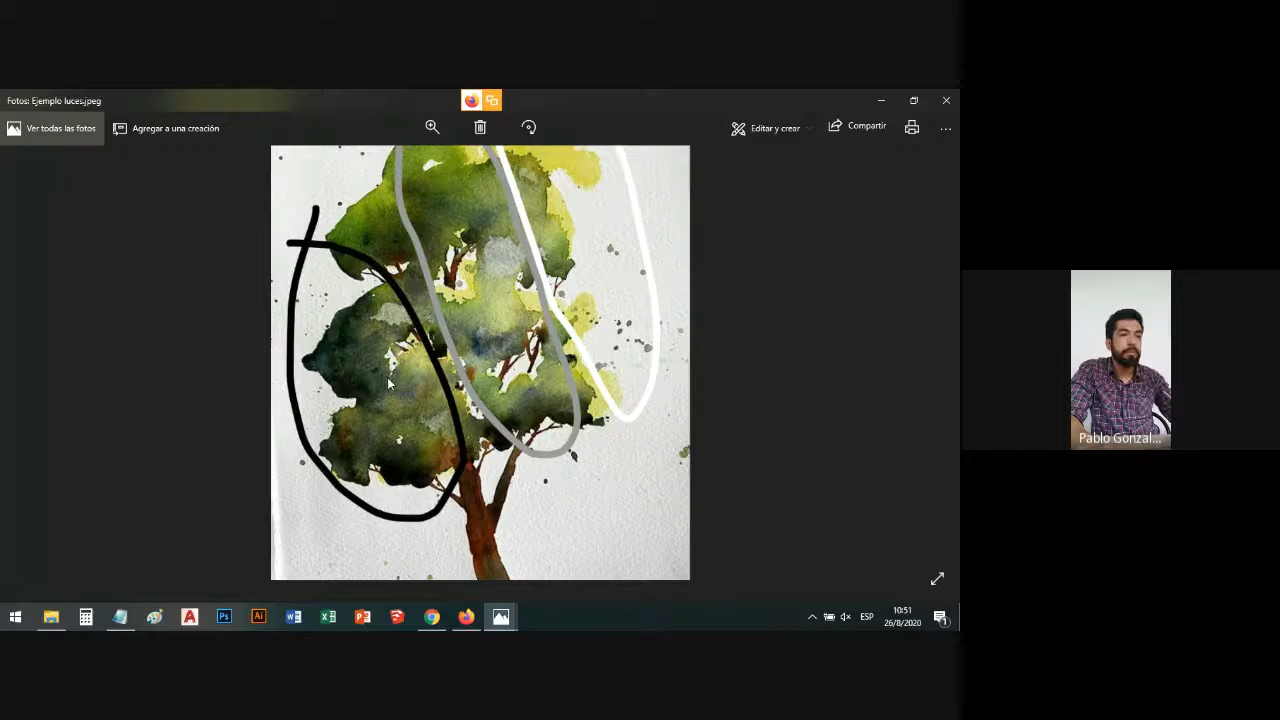 Fotos: Ejemplo luces.jpeg
Ver todas las fotos
Agregar a una creación
Editar y crear
Compartir
Pablo Gonzal...
ESP
10:51
26/8/2020